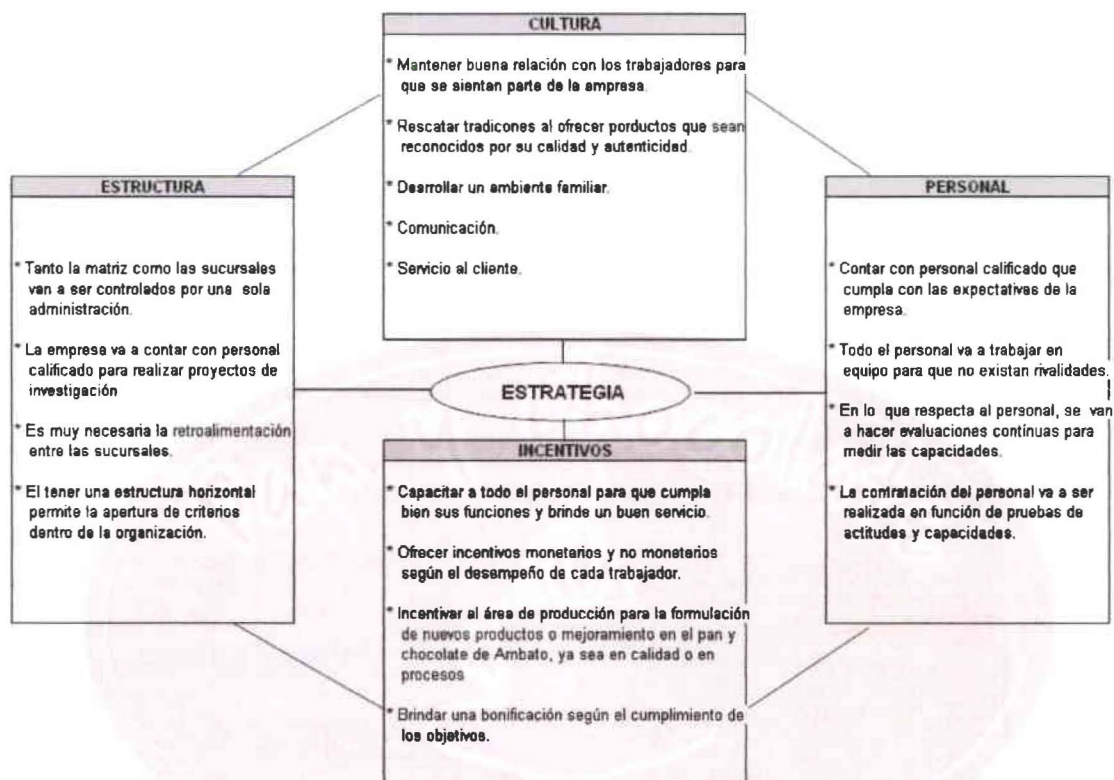 CULTURA
* Mantener buena relación con los trabajadores para
que se sientan parte de la empresa.
* Rescatar tradicones al ofrecer porductos que sean
reconocidos por su calidad y autenticidad.
* Desarrollar un ambiente familiar.
* Comunicación.
* Servicio al cliente.
ESTRUCTURA
* Tanto la matriz como las sucursales
van a ser controlados por una sola
administración.
* La empresa va a contar con personal
calificado para realizar proyectos de
investigación
* Es muy necesaria la retroalimentación
entre las sucursales.
* El tener una estructura horizontal
permite la apertura de criterios
dentro de la organización.
ESTRATEGIA
PERSONAL
* Contar con personal calificado que
cumpla con las expectativas de la
empresa.
* Todo el personal va a trabajar en
equipo para que no existan rivalidades.
* En lo que respecta al personal, se van
a hacer evaluaciones contínuas para
medir las capacidades.
* La contratación del personal va a ser
realizada en función de pruebas de
actitudes y capacidades.
INCENTIVOS
* Capacitar a todo el personal para que cumpla
bien sus funciones y brinde un buen servicio.
* Ofrecer incentivos monetarios y no monetarios
según el desempeño de cada trabajador.
* Incentivar al área de producción para la formulación
de nuevos productos o mejoramiento en el pan y
chocolate de Ambato, ya sea en calidad o en
procesos
* Brindar una bonificación según el cumplimiento de
los objetivos.